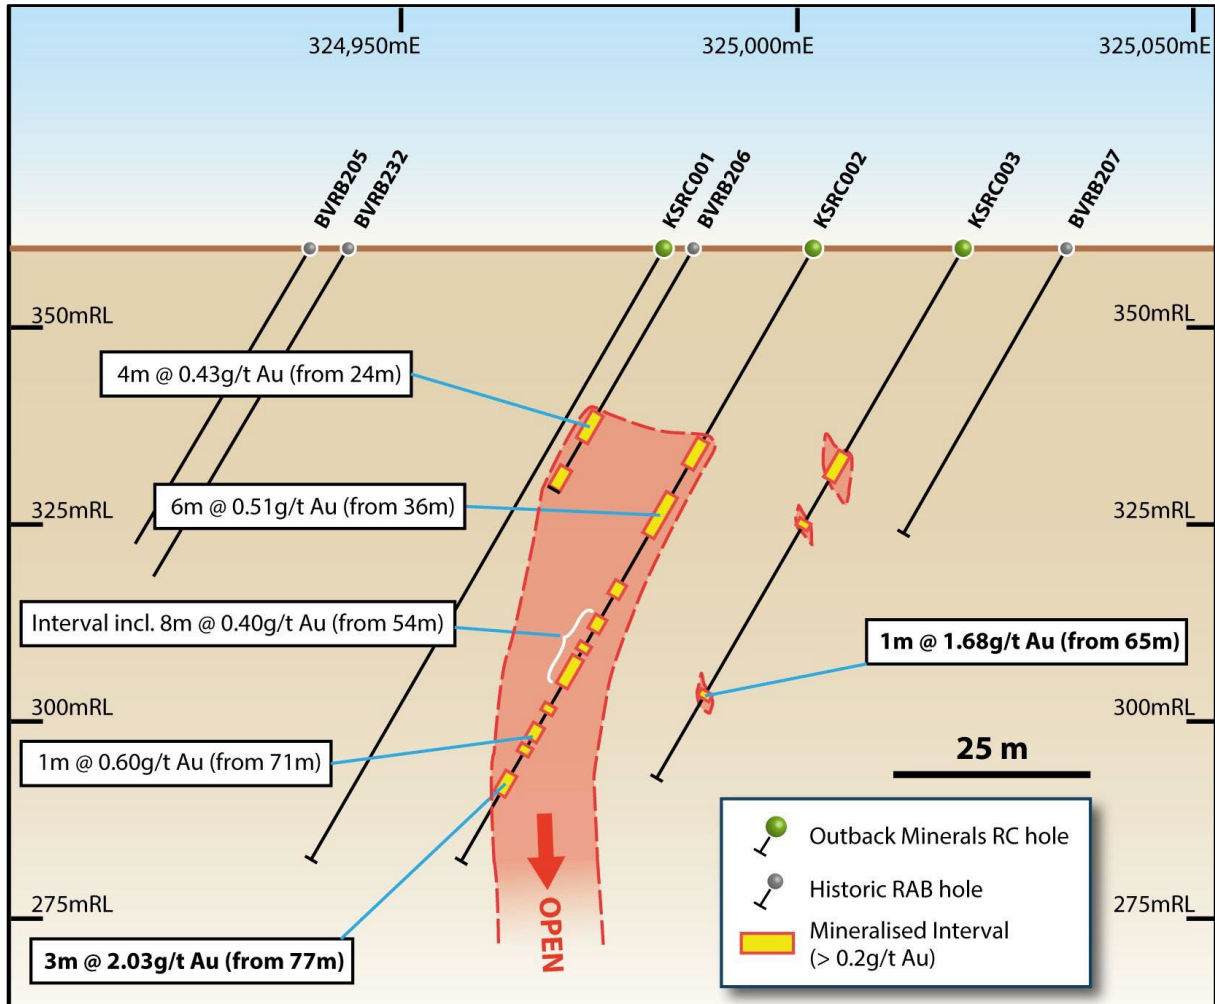 324,950mE
325,000mE
325,050mE
BVRB205
BVRB232
KSRC001
BVRB206
KSRC002
KSRC003
BVRB207
350mRL
350mRL
4m @ 0.43g/t Au (from 24m)
6m @ 0.51g/t Au (from 36m)
325mRL
325mRL
Interval incl. 8m @ 0.40g/t Au (from 54m)
1m @ 1.68g/t Au (from 65m)
300mRL
300mRL
1m @ 0.60g/t Au (from 71m)
25 m
Outback Minerals RC hole
Historic RAB hole
Mineralised Interval
(> 0.2g/t Au)
275mRL
275mRL
OPEN
3m @ 2.03g/t Au (from 77m)